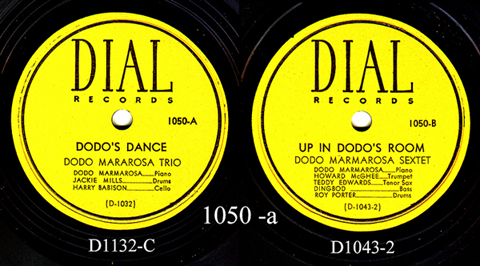 DIAL
RECORDS
1050-A
DODO'S DANCE
DODO MARAROSA TRIO
DODO MARMAROSA......Piano
JACKIE MILLS..............Drums
HARRY BABISON..........Cello
(D-1032)
D1132-C
DIAL
RECORDS
1050-B
UP IN DODO'S ROOM
DODO MARMAROSA SEXTET
DODO MARMAROSA......Piano
HOWARD McGHEE.....Trumpet
TEDDY EDWARDS......Tenor Sax
DINGBOD........................Bass
ROY PORTER................Drums
(D-1043-2)
D1043-2
1050 -a